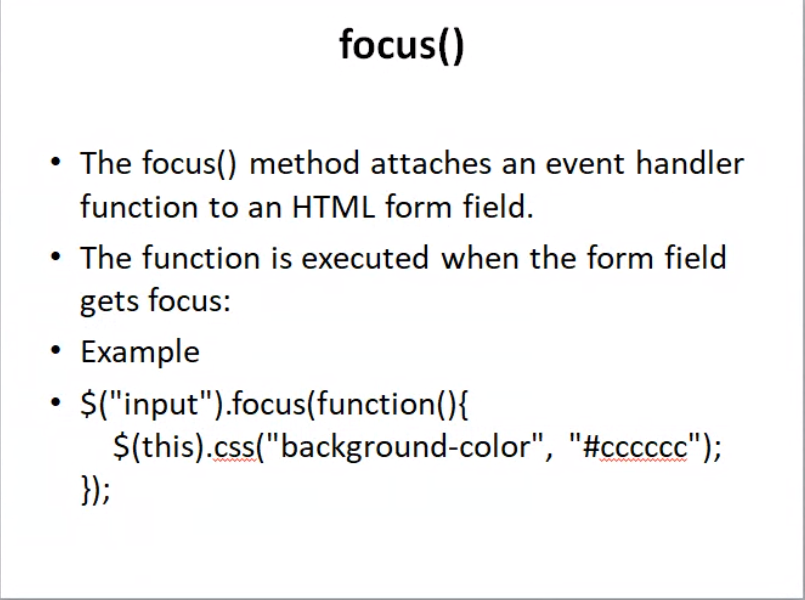 focus()
• The focus() method attaches an event handler
function to an HTML form field.
• The function is executed when the form field
gets focus:
• Example
• $("input").focus(function(){
$(this).css("background-color", "#cccccc");
});